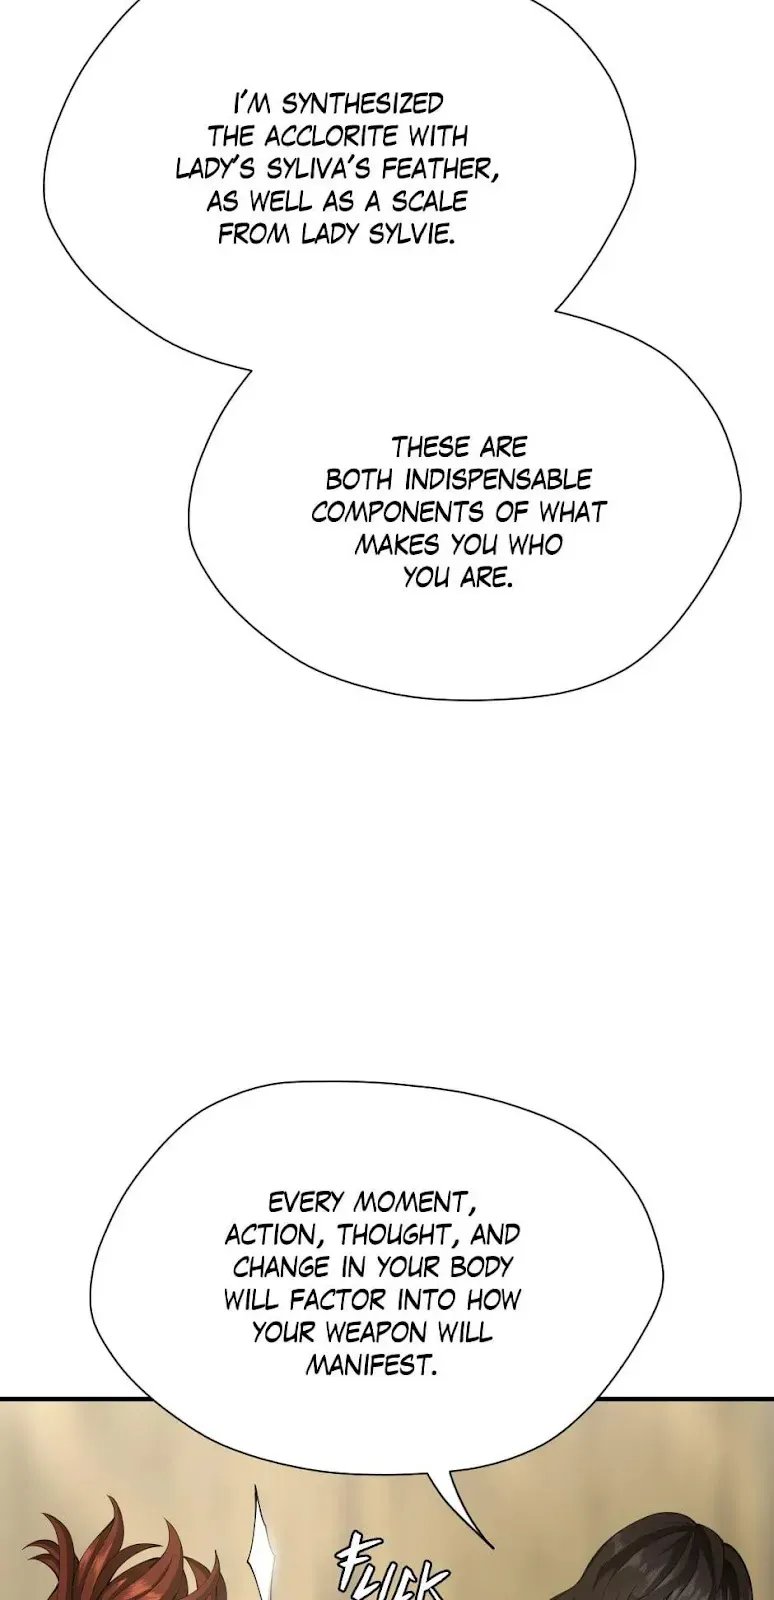 I'M SYNTHESIZED
THE ACCLORITE WITH
LADY'S SYLIVA'S FEATHER,
AS WELL AS A SCALE
FROM LADY SYLVIE.
THESE ARE
BOTH INDISPENSABLE
COMPONENTS OF WHAT
MAKES YOU WHO
YOU ARE.
EVERY MOMENT,
ACTION, THOUGHT, AND
CHANGE IN YOUR BODY
WILL FACTOR INTO HOW
YOUR WEAPON WILL
MANIFEST.
FLICK